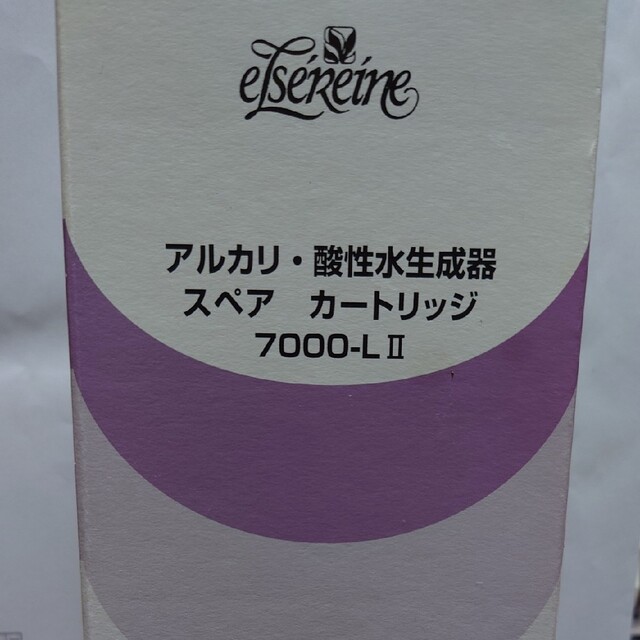 elséreine
アルカリ・酸性水生成器
スペア　カートリッジ
7000-LⅡ